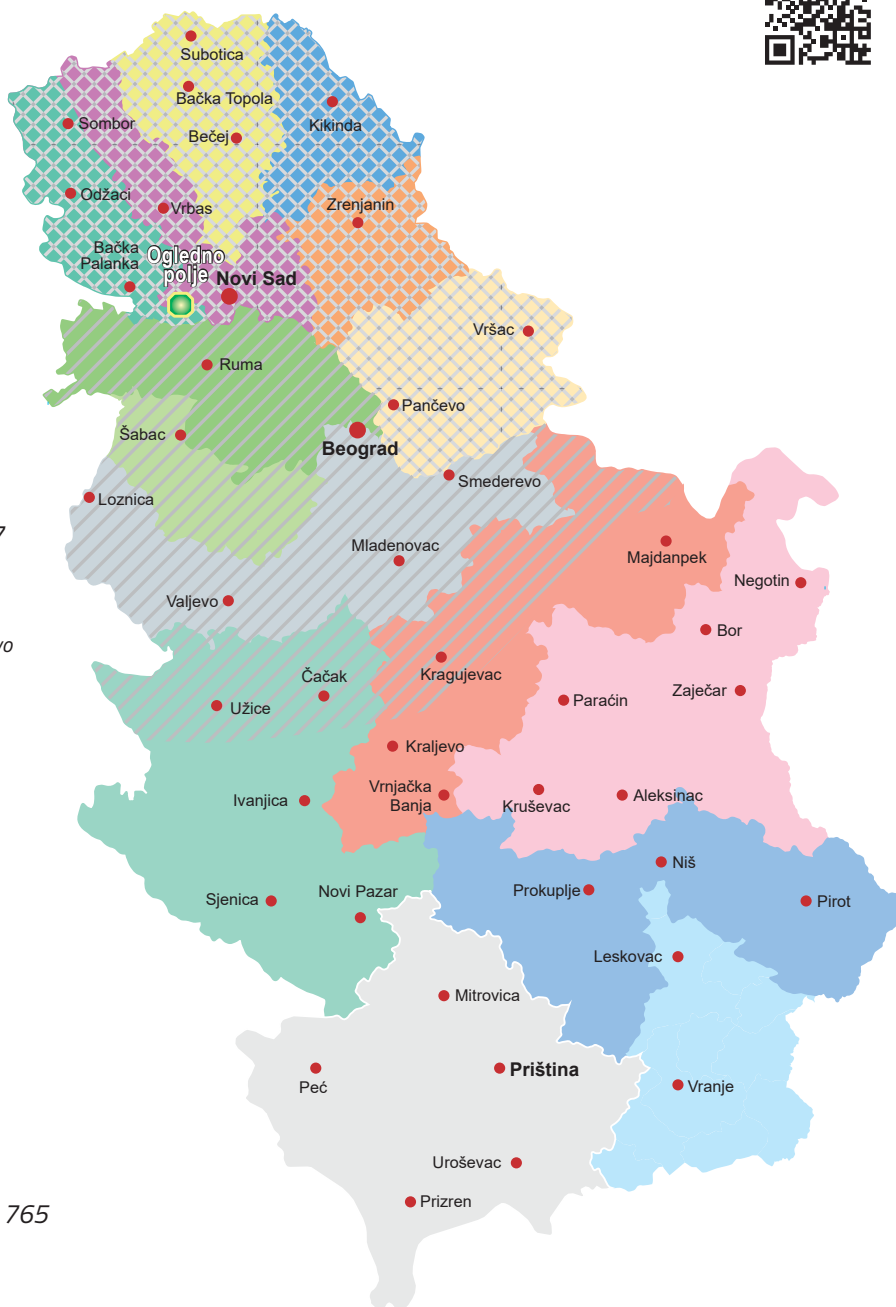 Subotica
Bačka Topola
Sombor
Bečej
Kikinda
Odžaci
Vrbas
Zrenjanin
Bačka
Palanka
Ogledno
polje
Novi Sad
Vršac
Ruma
Pančevo
Šabac
Beograd
Smederevo
Loznica
7
Mladenovac
Majdanpek
Negotin
Valjevo
Bor
vo
Kragujevac
Čačak
Zaječar
Užice
Paraćin
Kraljevo
Vrnjačka
Banja
Ivanjica
Kruševac
Aleksinac
Niš
Prokuplje
Novi Pazar
Sjenica
Pirot
Leskovac
Mitrovica
Priština
Peć
Vranje
Uroševac
Prizren
765